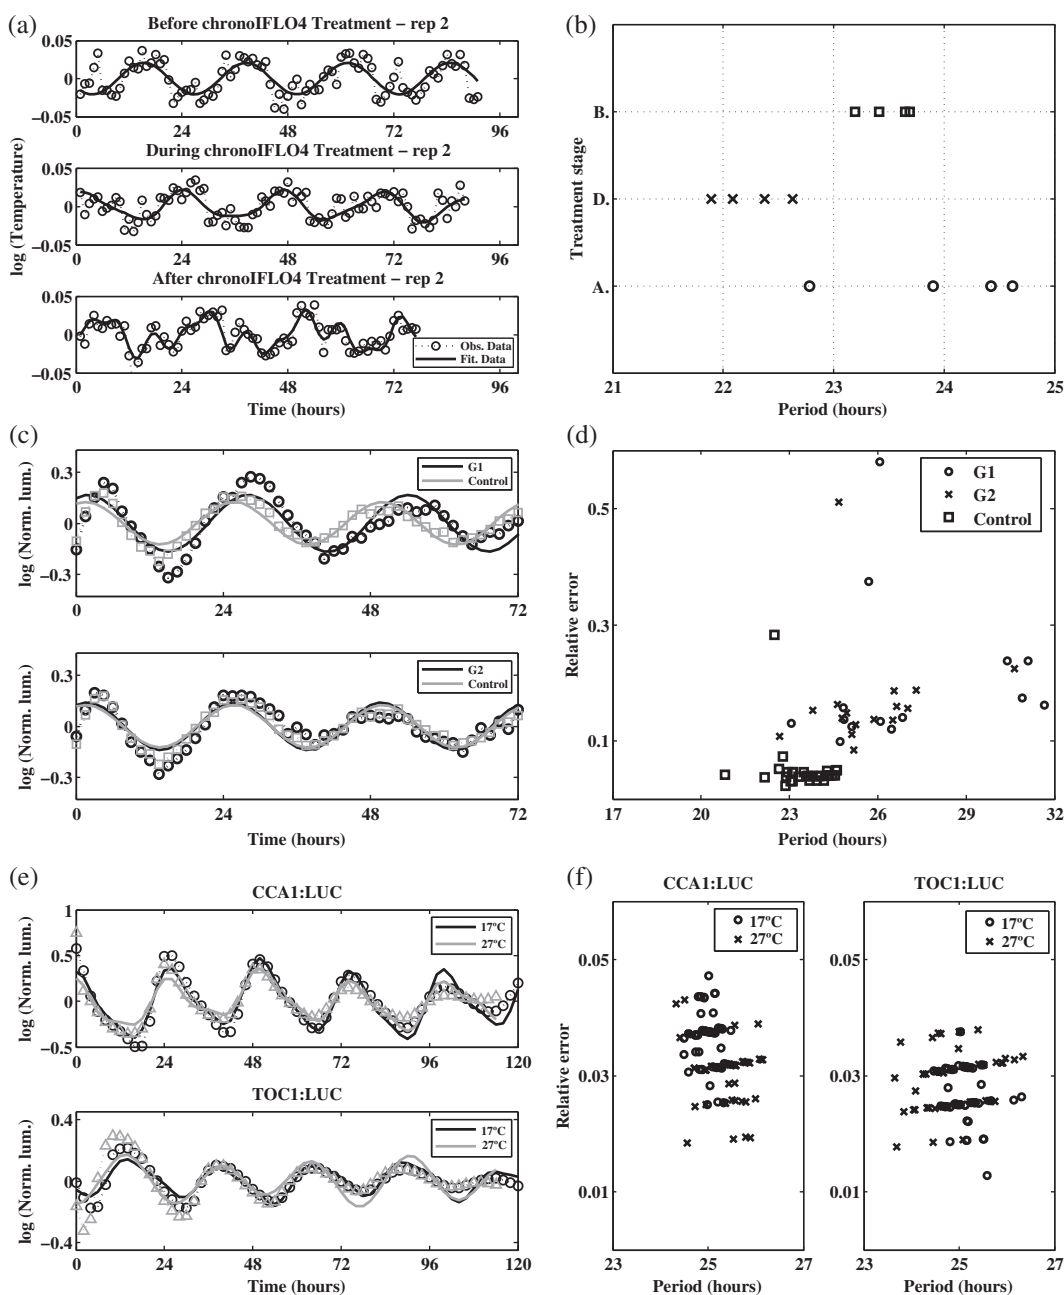 (a)
Before chronoIFLO4 Treatment – rep 2
0.05
0
−0.05
0 24 48 72 96
During chronoIFLO4 Treatment – rep 2
0.05
0
−0.05
0 24 48 72 96
After chronoIFLO4 Treatment – rep 2
0.05
0
−0.05
0 24 48 72 96
Obs. Data
Fit. Data
log (Temperature)
Time (hours)
(b)
B.
D.
A.
Treatment stage
21 22 23 24 25
Period (hours)
(c)
0.3
0
−0.3
log (Norm. lum.)
G1
Control
0 24 48 72
0.3
0
−0.3
log (Norm. lum.)
G2
Control
0 24 48 72
Time (hours)
(d)
G1
G2
Control
0.5
0.3
0.1
Relative error
17 20 23 26 29 32
Period (hours)
(e)
CCA1:LUC
1
0.5
0
−0.5
log (Norm. lum.)
17ºC
27ºC
0 24 48 72 96 120
TOC1:LUC
0.4
0
−0.4
log (Norm. lum.)
17ºC
27ºC
0 24 48 72 96 120
Time (hours)
(f)
CCA1:LUC
17ºC
27ºC
0.05
0.03
0.01
Relative error
23 25 27
Period (hours)
TOC1:LUC
17ºC
27ºC
0.05
0.03
0.01
23 25 27
Period (hours)